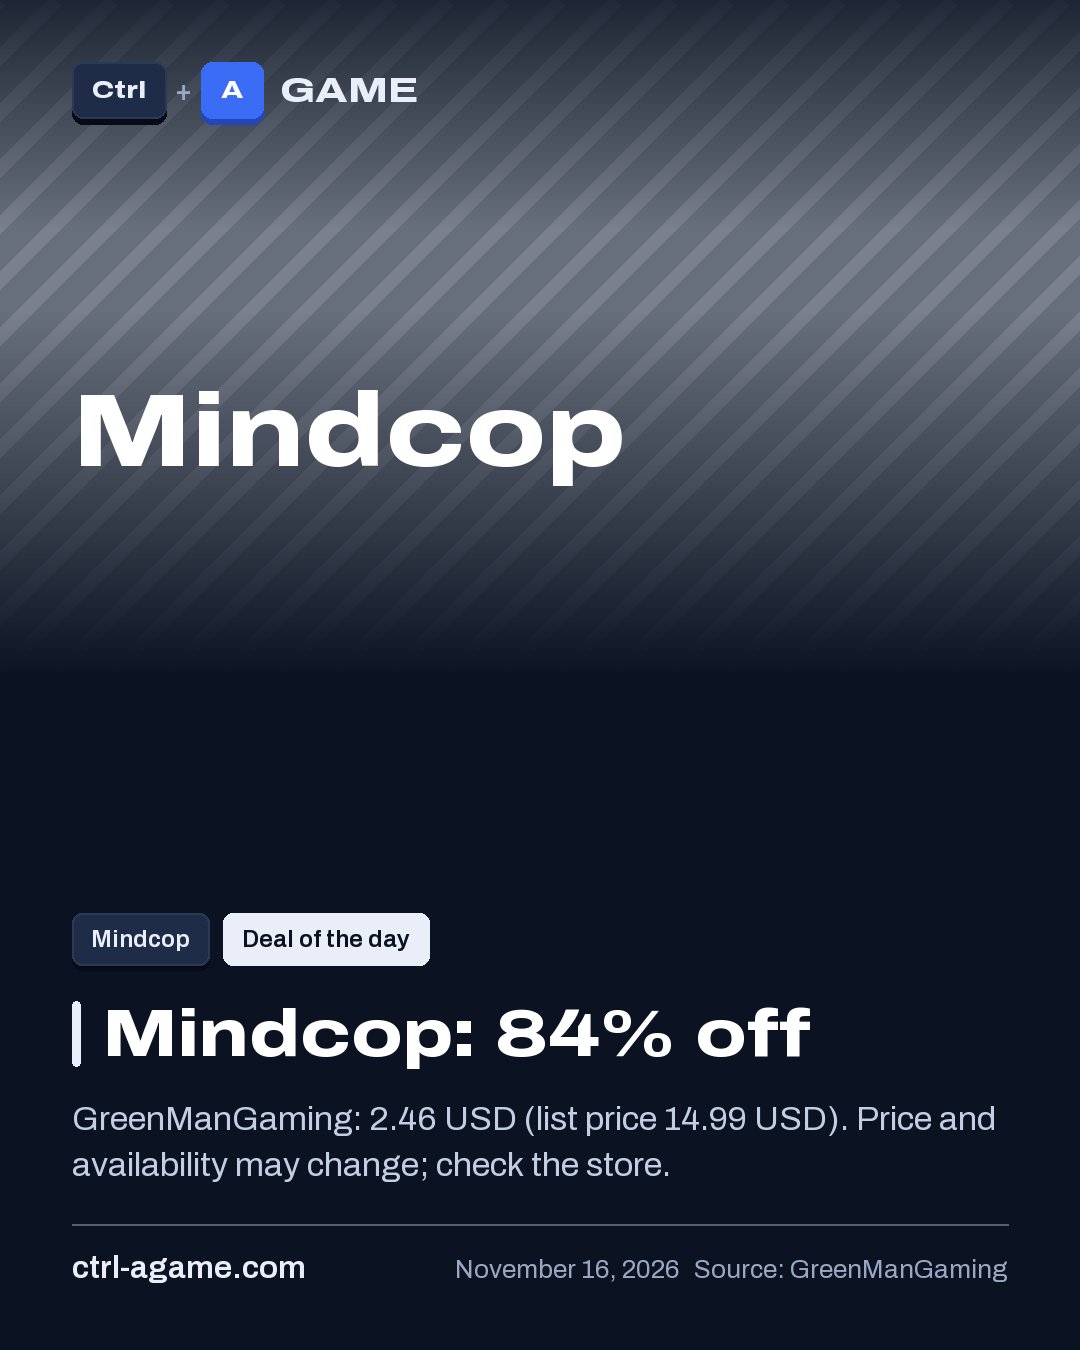 Ctrl + A GAME
Mindcop
Mindcop Deal of the day
Mindcop: 84% off
GreenManGaming: 2.46 USD (list price 14.99 USD). Price and
availability may change; check the store.
ctrl-agame.com November 16, 2026 Source: GreenManGaming